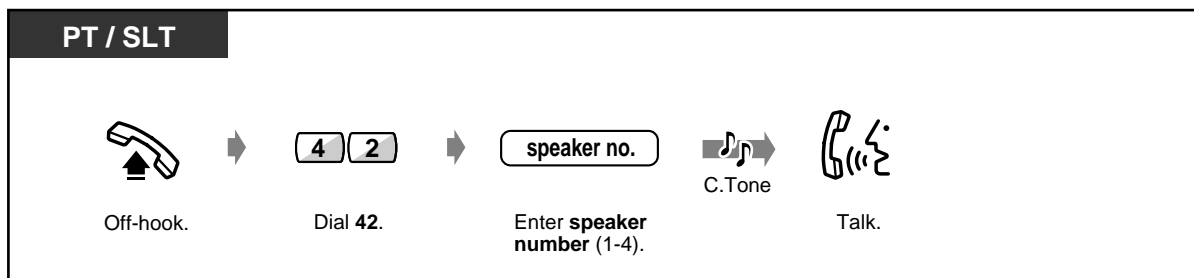 PT / SLT
4 2
speaker no.
C.Tone
Off-hook.
Dial 42.
Enter speaker
number (1-4).
Talk.